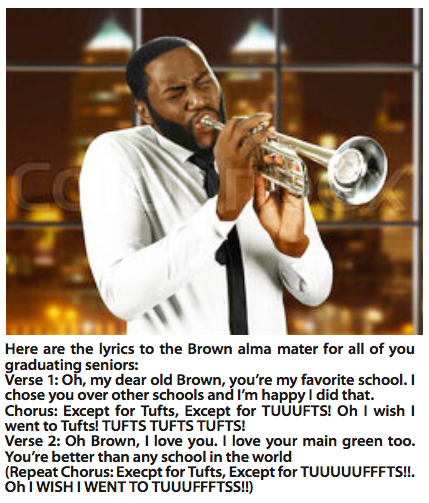 Here are the lyrics to the Brown alma mater for all of you
graduating seniors:
Verse 1: Oh, my dear old Brown, you’re my favorite school. I
chose you over other schools and I’m happy I did that.
Chorus: Except for Tufts, Except for TUUUFTS! Oh I wish I
went to Tufts! TUFTS TUFTS TUFTS!
Verse 2: Oh Brown, I love you. I love your main green too.
You’re better than any school in the world
(Repeat Chorus: Execpt for Tufts, Except for TUUUUUFFFTS!!.
Oh I WISH I WENT TO TUUUFFFTSS!!)